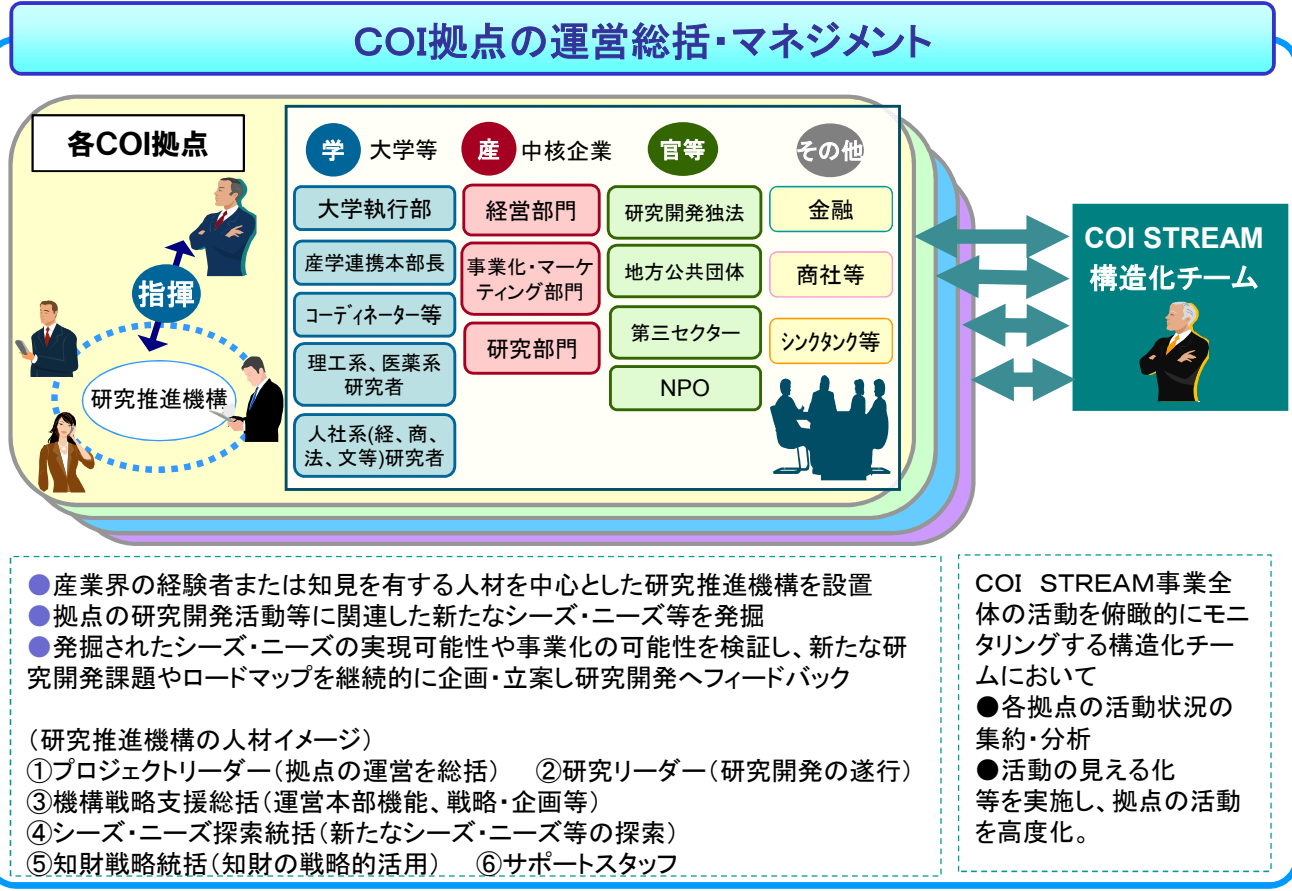 COI拠点の運営総括・マネジメント
各COI拠点
指揮
研究推進機構
学 大学等
大学執行部
産学連携本部長
コーディネーター等
理工系、医薬系
研究者
人社系(経、商、
法、文等)研究者
産 中核企業
経営部門
事業化・マーケ
ティング部門
研究部門
官等
研究開発独法
地方公共団体
第三セクター
NPO
その他
金融
商社等
シンクタンク等
COI STREAM
構造化チーム
●産業界の経験者または知見を有する人材を中心とした研究推進機構を設置
●拠点の研究開発活動等に関連した新たなシーズ・ニーズ等を発掘
●発掘されたシーズ・ニーズの実現可能性や事業化の可能性を検証し、新たな研
究開発課題やロードマップを継続的に企画・立案し研究開発へフィードバック
（研究推進機構の人材イメージ）
①プロジェクトリーダー（拠点の運営を総括）　②研究リーダー（研究開発の遂行）
③機構戦略支援総括（運営本部機能、戦略・企画等）
④シーズ・ニーズ探索統括（新たなシーズ・ニーズ等の探索）
⑤知財戦略統括（知財の戦略的活用）　⑥サポートスタッフ
COI　STREAM事業全
体の活動を俯瞰的にモニ
タリングする構造化チー
ムにおいて
●各拠点の活動状況の
集約・分析
●活動の見える化
等を実施し、拠点の活動
を高度化。